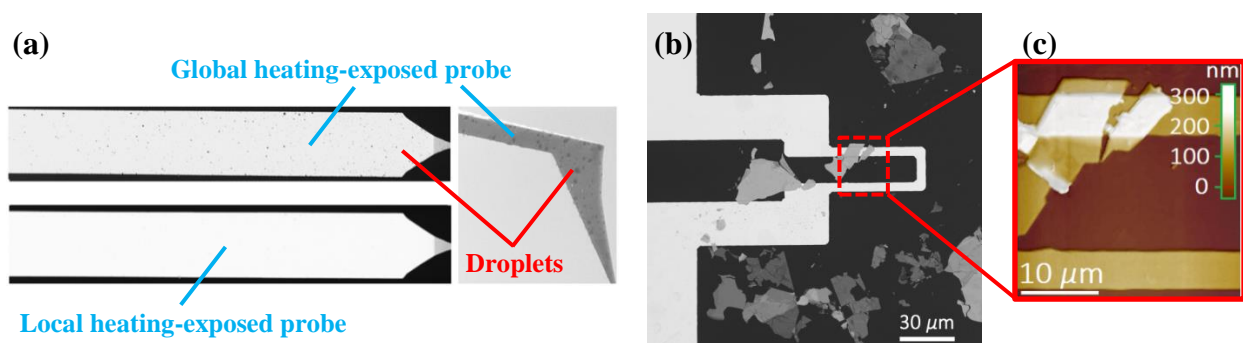 (a)
Global heating-exposed probe
Droplets
Local heating-exposed probe
(b)
30 μm
(c)
nm
300
200
100
0
10 μm